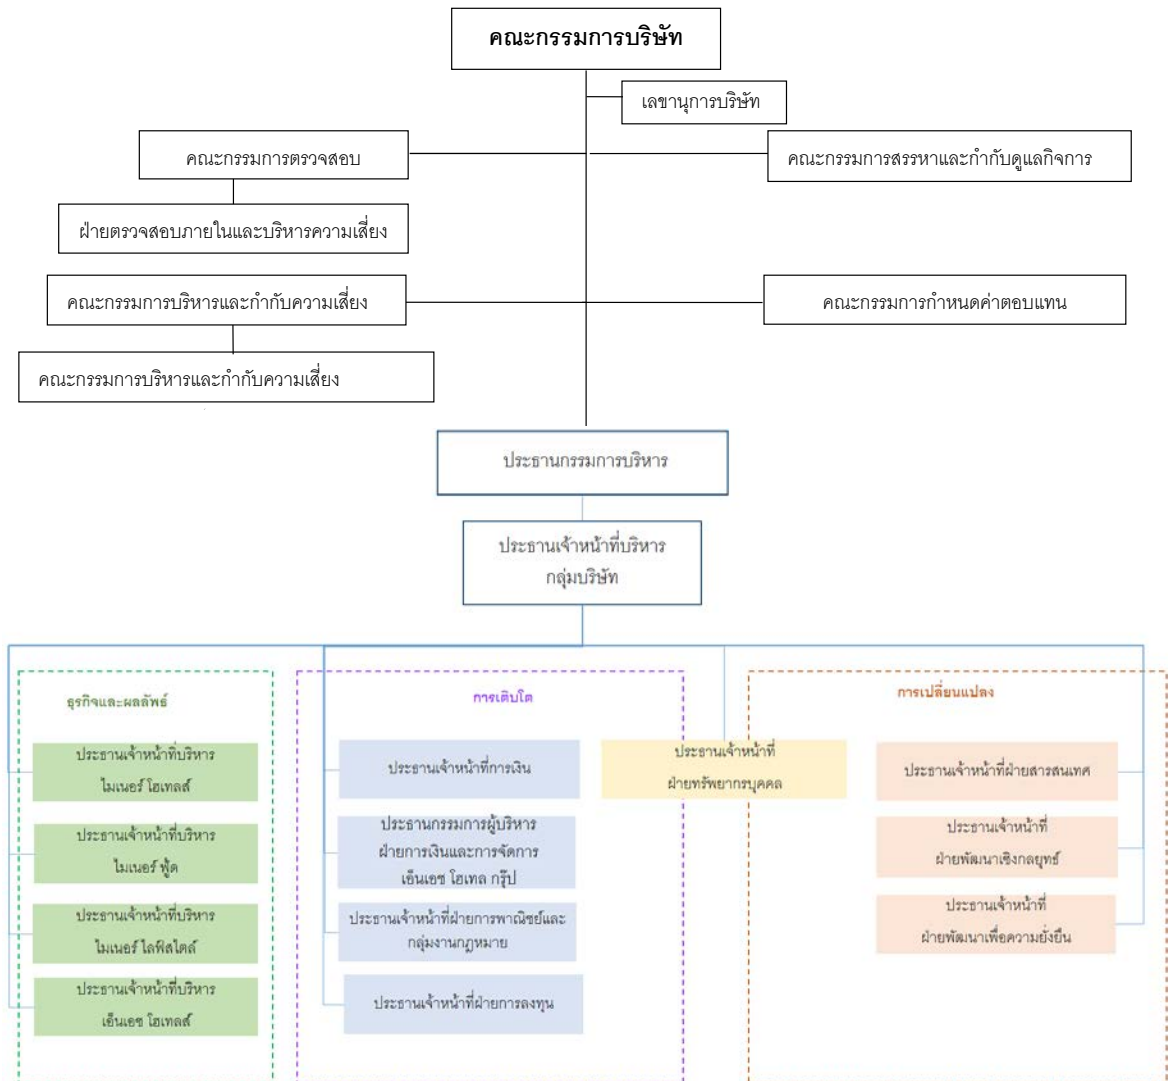 คณะกรรมการบริษัท
เลขานุการบริษัท
คณะกรรมการตรวจสอบ
คณะกรรมการสรรหาและกำกับดูแลกิจการ
ฝ่ายตรวจสอบภายในและบริหารความเสี่ยง
คณะกรรมการบริหารและกำกับความเสี่ยง
คณะกรรมการกำหนดค่าตอบแทน
คณะกรรมการบริหารและกำกับความเสี่ยง
ประธานกรรมการบริหาร
ประธานเจ้าหน้าที่บริหาร
กลุ่มบริษัท
ธุรกิจและผลลัพธ์
ประธานเจ้าหน้าที่บริหาร
ไมเนอร์ โฮเทลส์
ประธานเจ้าหน้าที่บริหาร
ไมเนอร์ ฟู้ด
ประธานเจ้าหน้าที่บริหาร
ไมเนอร์ ไลฟ์สไตล์
ประธานเจ้าหน้าที่บริหาร
เอ็นเอช โฮเทลส์
การเติบโต
ประธานเจ้าหน้าที่การเงิน
ประธานกรรมการผู้บริหาร
ฝ่ายการเงินและการจัดการ
เอ็นเอช โฮเทล กรุ๊ป
ประธานเจ้าหน้าที่ฝ่ายการพาณิชย์และ
กลุ่มงานกฎหมาย
ประธานเจ้าหน้าที่ฝ่ายการลงทุน
ประธานเจ้าหน้าที่
ฝ่ายทรัพยากรบุคคล
การเปลี่ยนแปลง
ประธานเจ้าหน้าที่ฝ่ายสารสนเทศ
ประธานเจ้าหน้าที่
ฝ่ายพัฒนาเชิงกลยุทธ์
ประธานเจ้าหน้าที่
ฝ่ายพัฒนาเพื่อความยั่งยืน